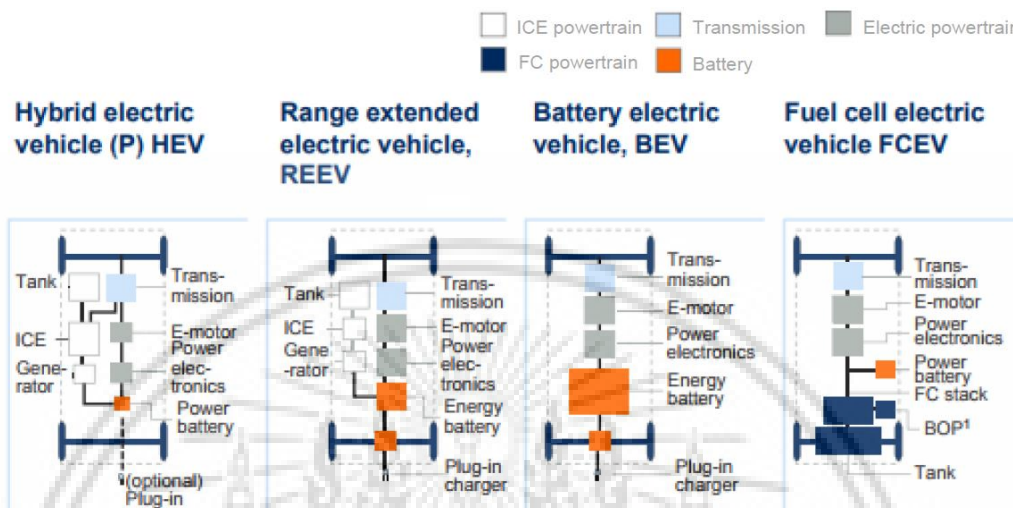 ICE powertrain Transmission Electric powertrain
FC powertrain Battery
Hybrid electric
vehicle (P) HEV
Tank
Trans-
mission
ICE
E-motor
Power
elec-
tronics
Gene-
rator
Power
battery
(optional)
Plug-in
Range extended
electric vehicle,
REEV
Tank
Trans-
mission
ICE
E-motor
Gene
-rator
Power
elec-
tronics
Energy
battery
Plug-in
charger
Battery electric
vehicle, BEV
Trans-
mission
E-motor
Power
electronics
Energy
battery
Plug-in
charger
Fuel cell electric
vehicle FCEV
Trans-
mission
E-motor
Power
electronics
Power
battery
FC stack
BOP¹
Tank